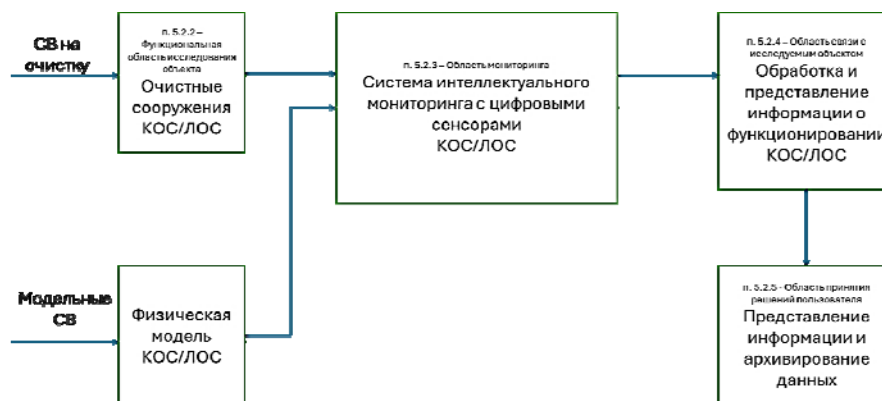 СВ на
очистку
п. 5.2.2 –
Функциональная
область исследования
объекта
Очистные
сооружения
КОС/ЛОС
п. 5.2.3 – Область мониторинга
Система интеллектуального
мониторинга с цифровыми
сенсорами
КОС/ЛОС
п. 5.2.4 – Область связи с
исследуемым объектом
Обработка и
представление
информации о
функционировании
КОС/ЛОС
Модельные
СВ
Физическая
модель
КОС/ЛОС
п. 5.2.5 - Область принятия
решений пользователя
Представление
информации и
архивирование
данных